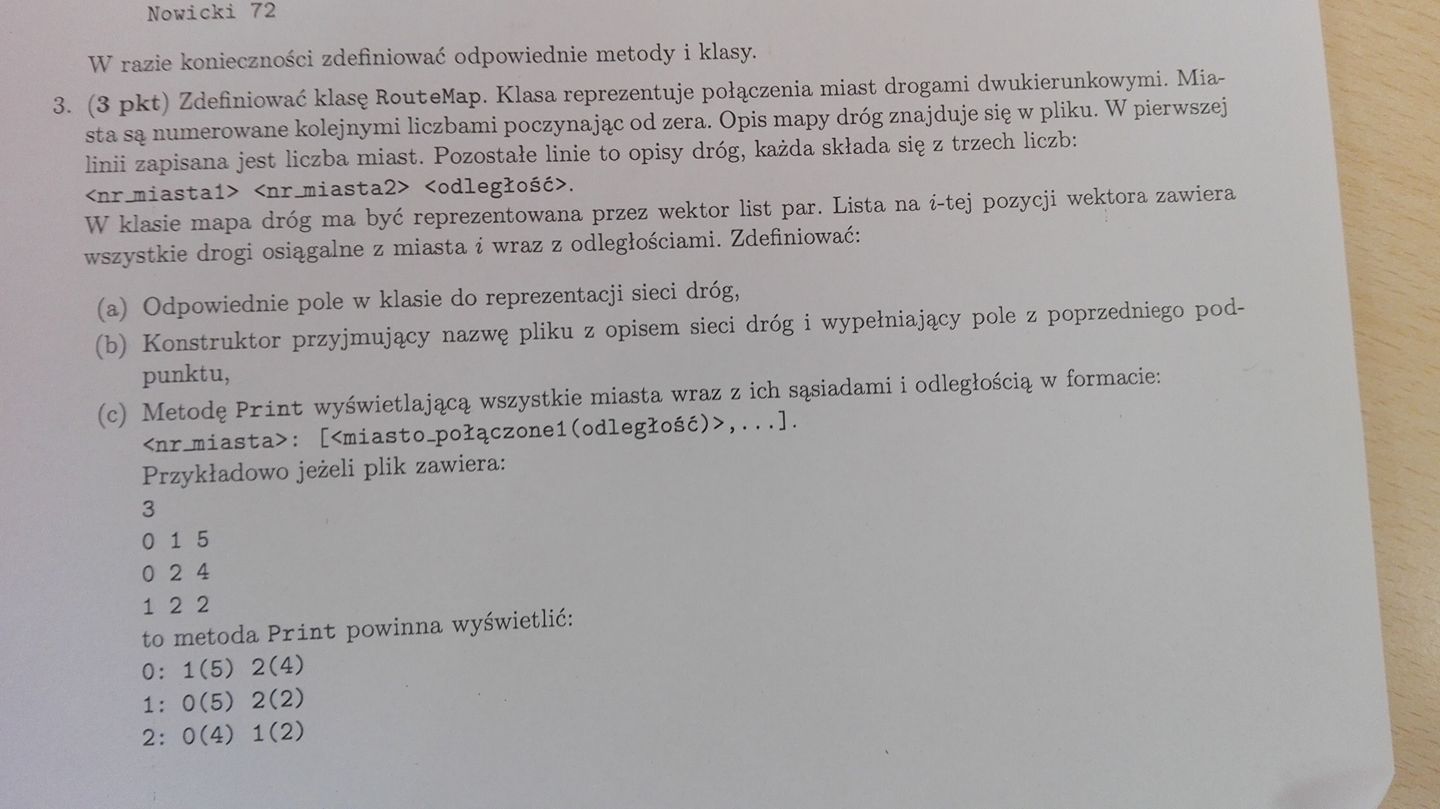 Nowicki 72
W razie konieczności zdefiniować odpowiednie metody i klasy.
3. (3 pkt) Zdefiniować klasę RouteMap. Klasa reprezentuje połączenia miast drogami dwukierunkowymi. Mia-
sta są numerowane kolejnymi liczbami poczynając od zera. Opis mapy dróg znajduje się w pliku. W pierwszej
linii zapisana jest liczba miast. Pozostałe linie to opisy dróg, każda składa się z trzech liczb:
<nr_miasta1> <nr_miasta2> <odległość>.
W klasie mapa dróg ma być reprezentowana przez wektor list par. Lista na i-tej pozycji wektora zawiera
wszystkie drogi osiągalne z miasta i wraz z odległościami. Zdefiniować:
(a) Odpowiednie pole w klasie do reprezentacji sieci dróg,
(b) Konstruktor przyjmujący nazwę pliku z opisem sieci dróg i wypełniający pole z poprzedniego pod-
punktu,
(c) Metodę Print wyświetlającą wszystkie miasta wraz z ich sąsiadami i odległością w formacie:
<nr_miasta>: [<miasto_połączone1(odległość)>,...].
Przykładowo jeżeli plik zawiera:
3
0 1 5
0 2 4
1 2 2
to metoda Print powinna wyświetlić:
0: 1(5) 2(4)
1: 0(5) 2(2)
2: 0(4) 1(2)